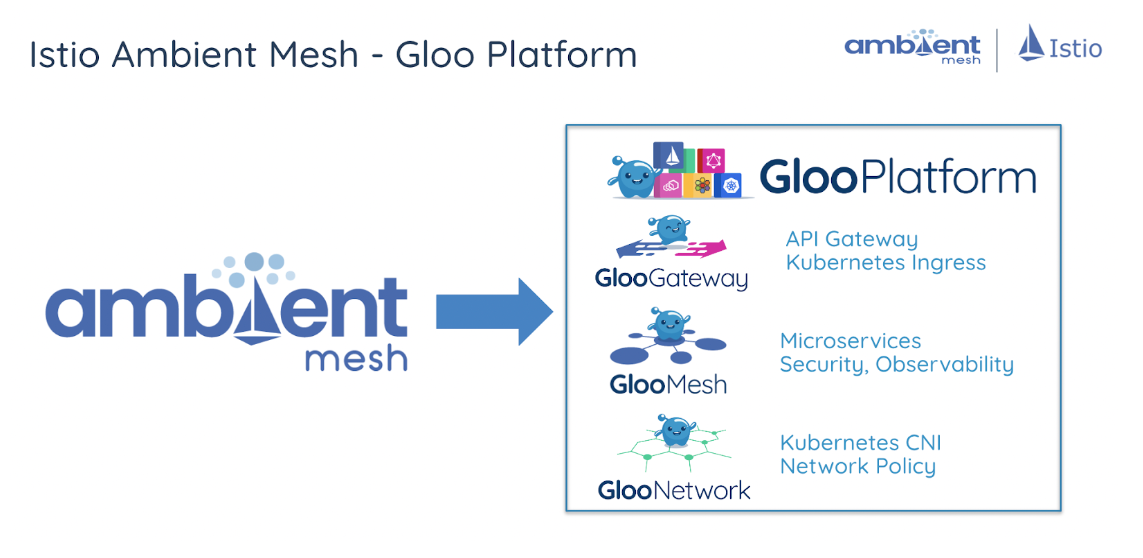 Istio Ambient Mesh - Gloo Platform
ambient
mesh
Istio
ambient
mesh
GlooPlatform
GlooGateway
API Gateway
Kubernetes Ingress
GlooMesh
Microservices
Security, Observability
GlooNetwork
Kubernetes CNI
Network Policy